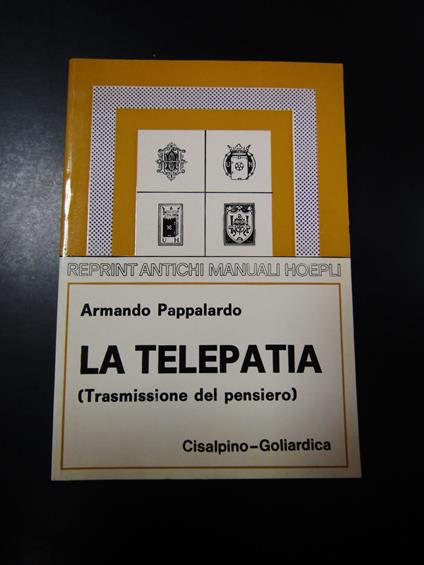 REPRINT ANTICHI MANUALI HOEPLI
Armando Pappalardo
LA TELEPATIA
(Trasmissione del pensiero)
Cisalpino-Goliardica